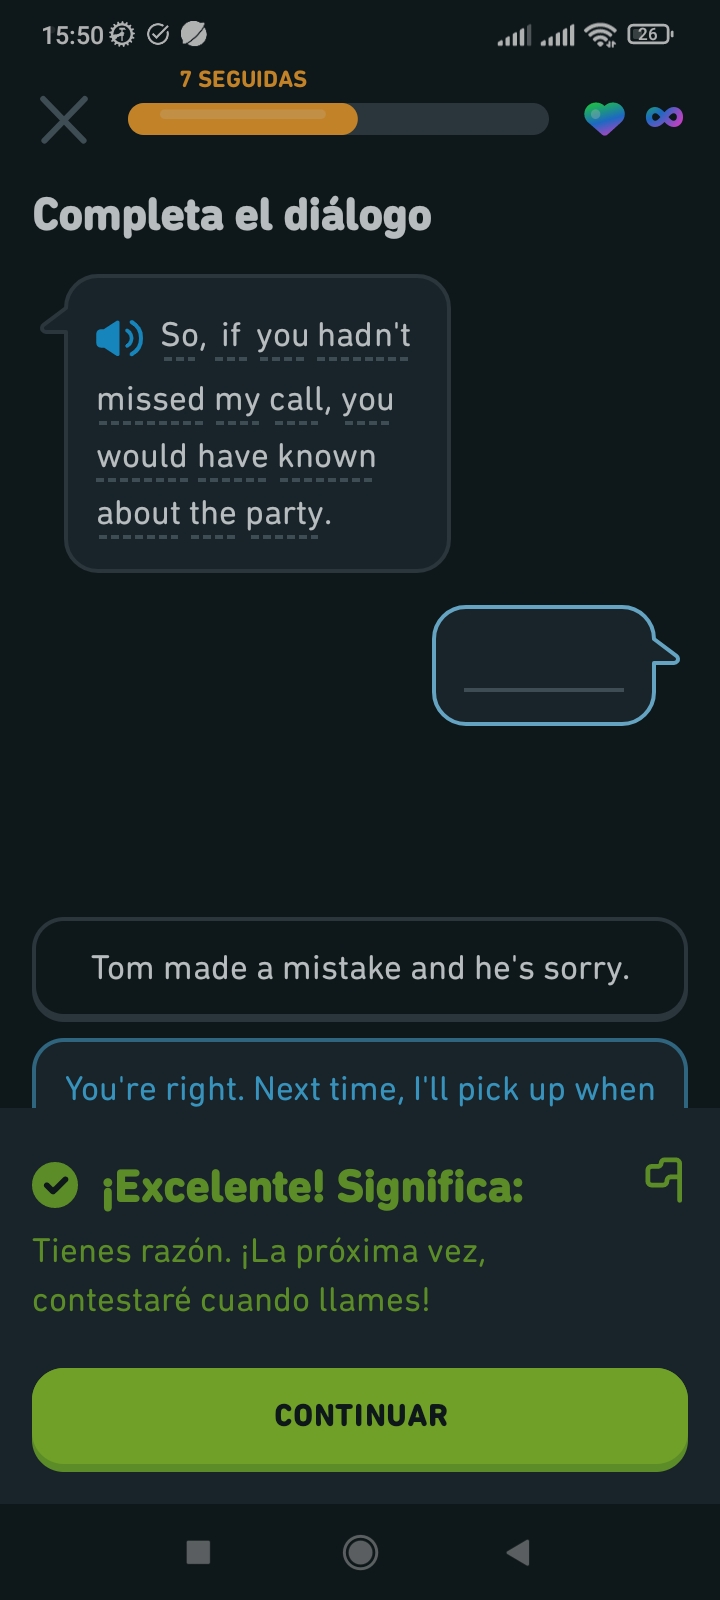 15:50
26
7 SEGUIDAS
Completa el diálogo
So, if you hadn't
missed my call, you
would have known
about the party.
Tom made a mistake and he's sorry.
You're right. Next time, I'll pick up when
¡Excelente! Significa:
Tienes razón. ¡La próxima vez,
contestaré cuando llames!
CONTINUAR